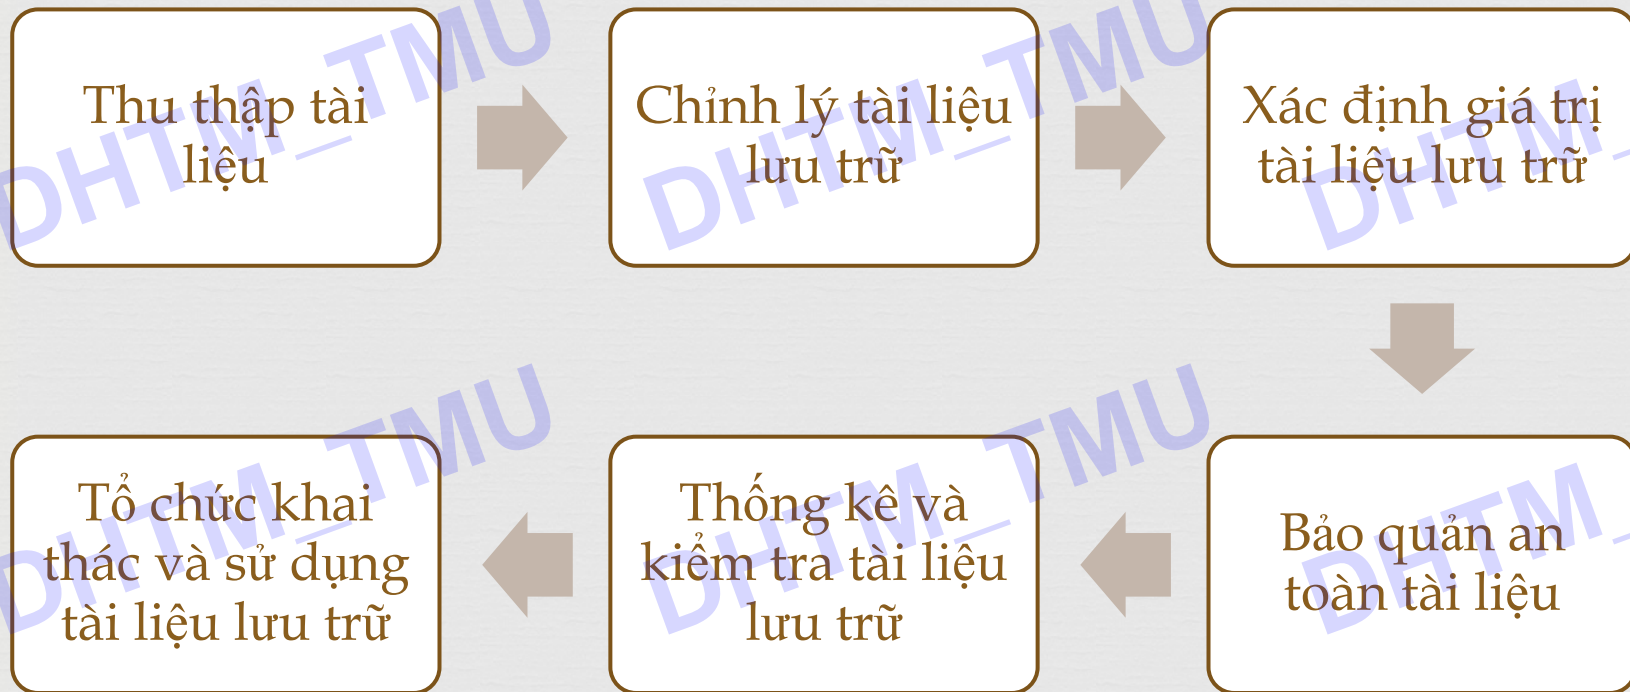 Thu thập tài
liệu
Chỉnh lý tài liệu
lưu trữ
Xác định giá trị
tài liệu lưu trữ
Bảo quản an
toàn tài liệu
Thống kê và
kiểm tra tài liệu
lưu trữ
Tổ chức khai
thác và sử dụng
tài liệu lưu trữ
DHTM_TMU
DHTM_TMU
DHTM_
DHTM_TMU
DHTM_TMU
DHTM_